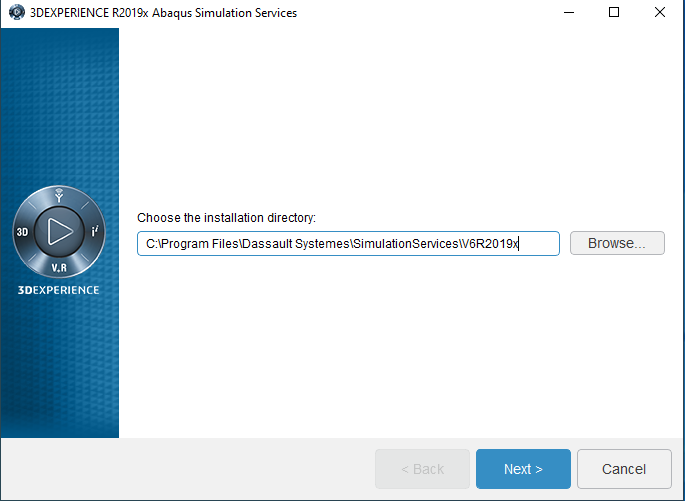 3DEXPERIENCE R2019x Abaqus Simulation Services
3D
V.R
3DEXPERIENCE
Choose the installation directory:
C:\Program Files\Dassault Systemes\SimulationServices\V6R2019x
Browse...
< Back
Next >
Cancel